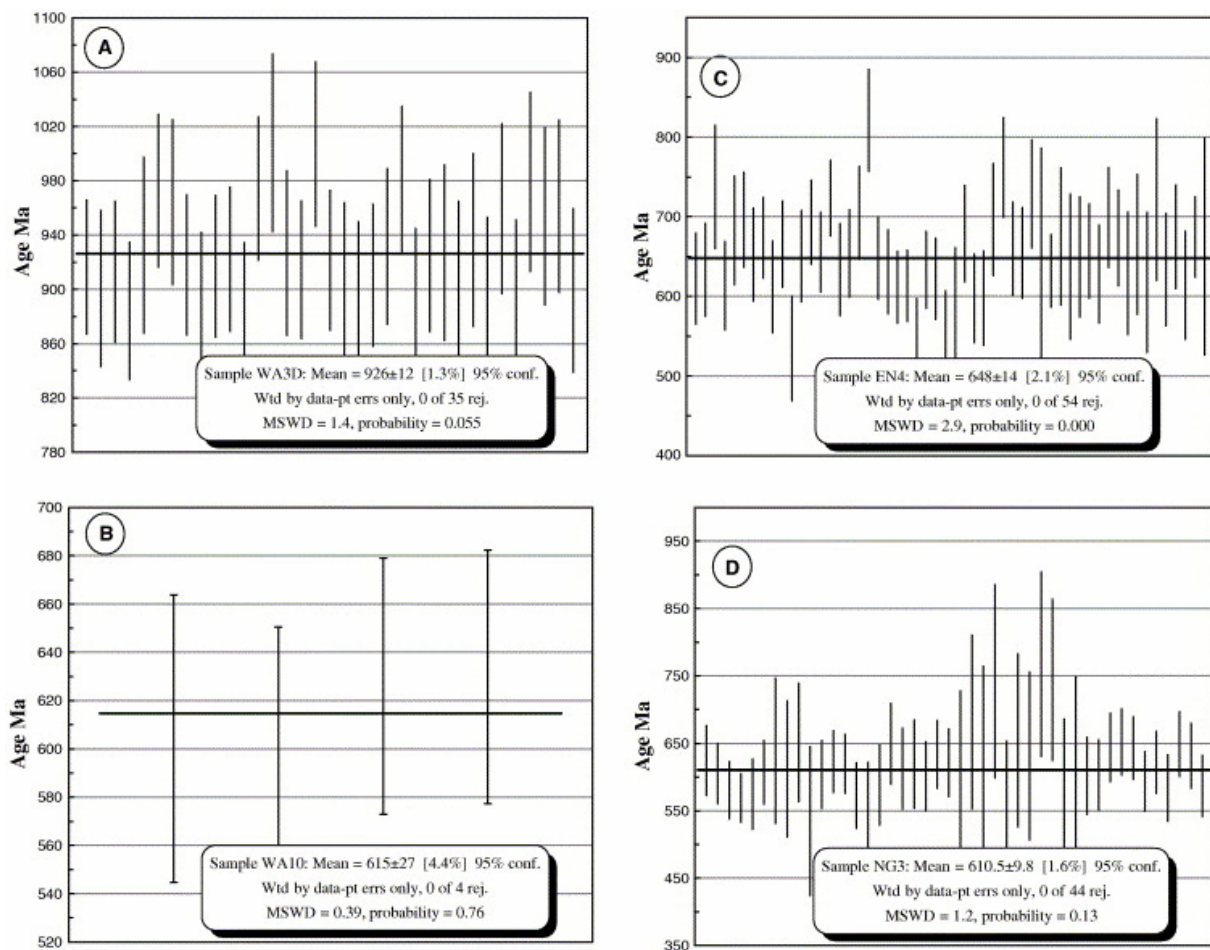 A
Age Ma
1100
1060
1020
980
940
900
860
820
780
Sample WA3D: Mean = 926±12 [1.3%] 95% conf.
Wtd by data-pt errs only, 0 of 35 rej.
MSWD = 1.4, probability = 0.055
C
Age Ma
900
800
700
600
500
400
Sample EN4: Mean = 648±14 [2.1%] 95% conf.
Wtd by data-pt errs only, 0 of 54 rej.
MSWD = 2.9, probability = 0.000
B
Age Ma
700
680
660
640
620
600
580
560
540
520
Sample WA10: Mean = 615±27 [4.4%] 95% conf.
Wtd by data-pt errs only, 0 of 4 rej.
MSWD = 0.39, probability = 0.76
D
Age Ma
950
850
750
650
550
450
350
Sample NG3: Mean = 610.5±9.8 [1.6%] 95% conf.
Wtd by data-pt errs only, 0 of 44 rej.
MSWD = 1.2, probability = 0.13